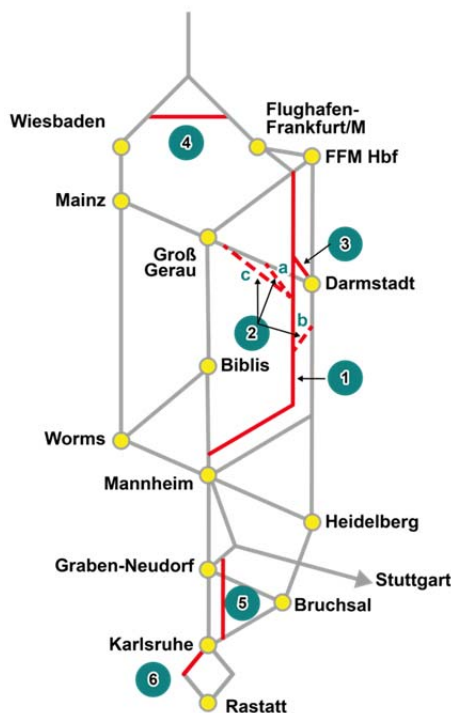 Flughafen-
Frankfurt/M
Wiesbaden
4
FFM Hbf
Mainz
3
Groß
Gerau
a
c
Darmstadt
2
b
1
Biblis
Worms
Mannheim
Heidelberg
Graben-Neudorf
Stuttgart
5
Bruchsal
Karlsruhe
6
Rastatt